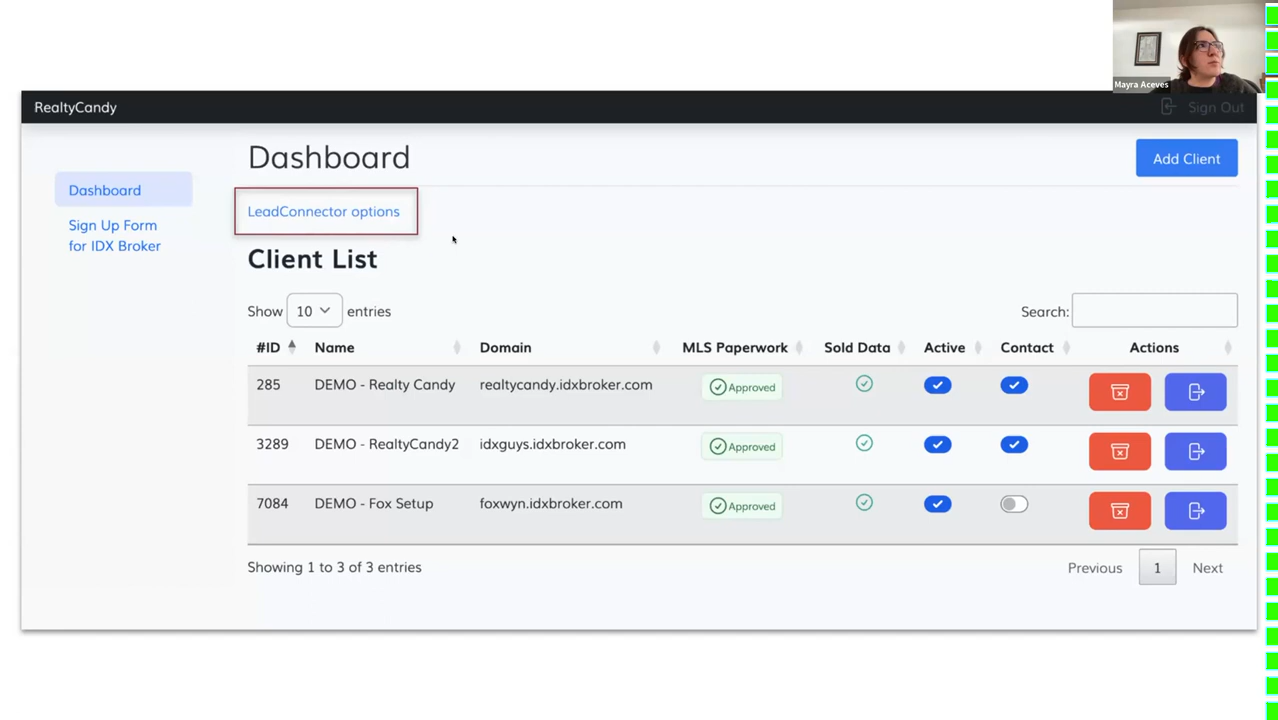 Mayra Aceves
RealtyCandy
Sign Out
Dashboard
Add Client
Dashboard
Sign Up Form
for IDX Broker
LeadConnector options
Client List
Show 10 entries
Search:
#ID Name Domain MLS Paperwork Sold Data Active Contact Actions
285 DEMO - Realty Candy realtycandy.idxbroker.com Approved
3289 DEMO - RealtyCandy2 idxguys.idxbroker.com Approved
7084 DEMO - Fox Setup foxwyn.idxbroker.com Approved
Showing 1 to 3 of 3 entries
Previous 1 Next